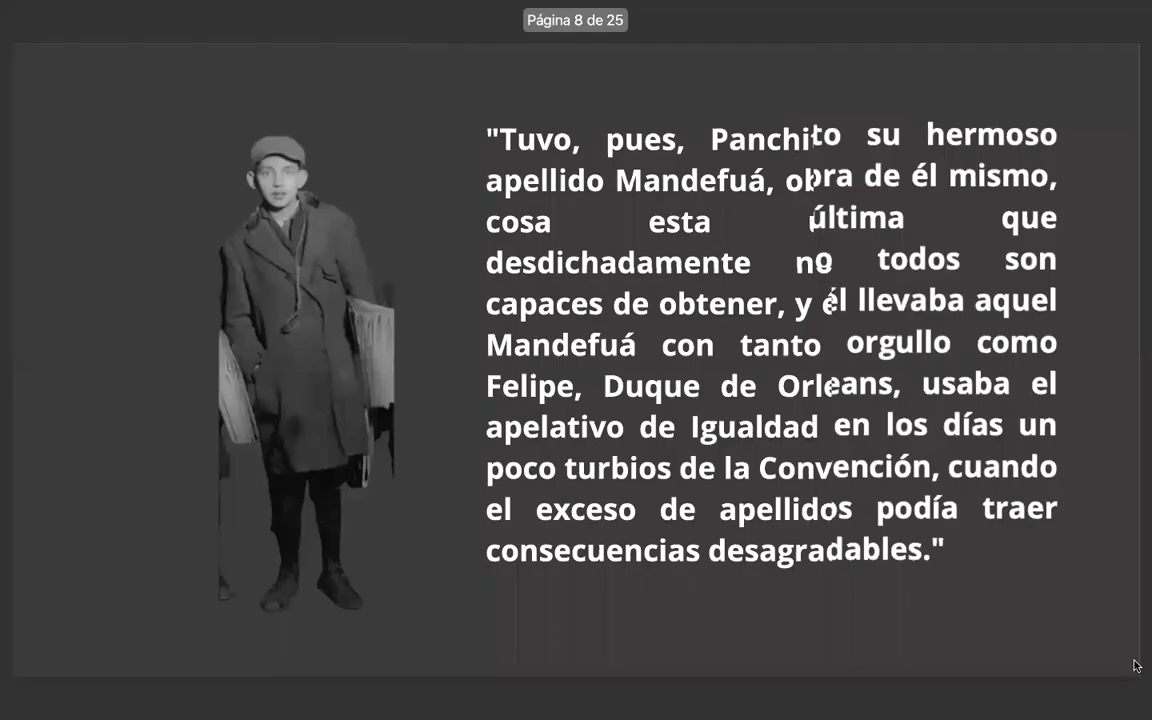 Página 8 de 25
"Tuvo, pues, Panchito su hermoso
apellido Mandefuá, obra de él mismo,
cosa esta última que
desdichadamente no todos son
capaces de obtener, y él llevaba aquel
Mandefuá con tanto orgullo como
Felipe, Duque de Orleans, usaba el
apelativo de Igualdad en los días un
poco turbios de la Convención, cuando
el exceso de apellidos podía traer
consecuencias desagradables."